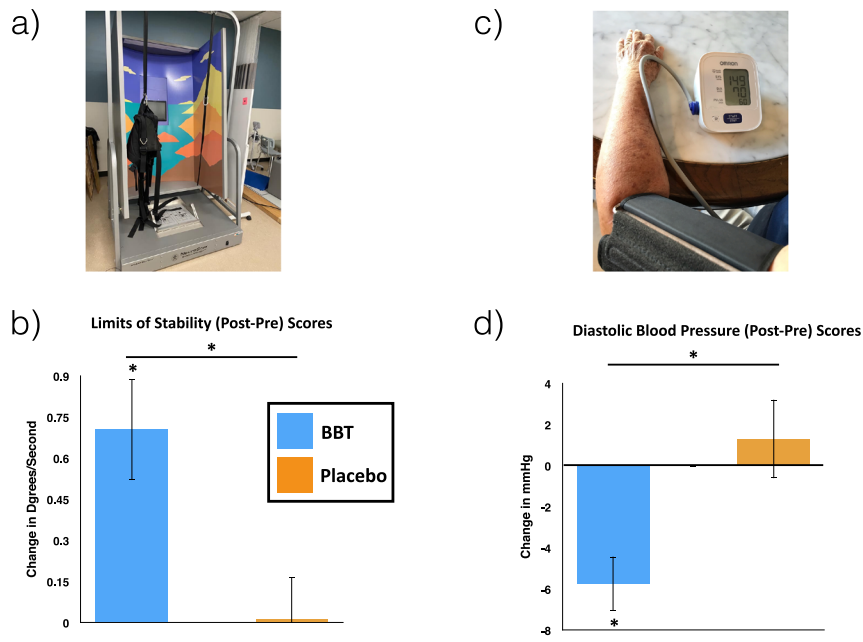 a)
c)
OMRON
149
70
b)
Limits of Stability (Post-Pre) Scores
*
*
0.9
0.75
0.6
0.45
0.3
0.15
0
Change in Dgrees/Second
BBT
Placebo
d)
Diastolic Blood Pressure (Post-Pre) Scores
*
4
2
0
-2
-4
-6
-8
Change in mmHg
*